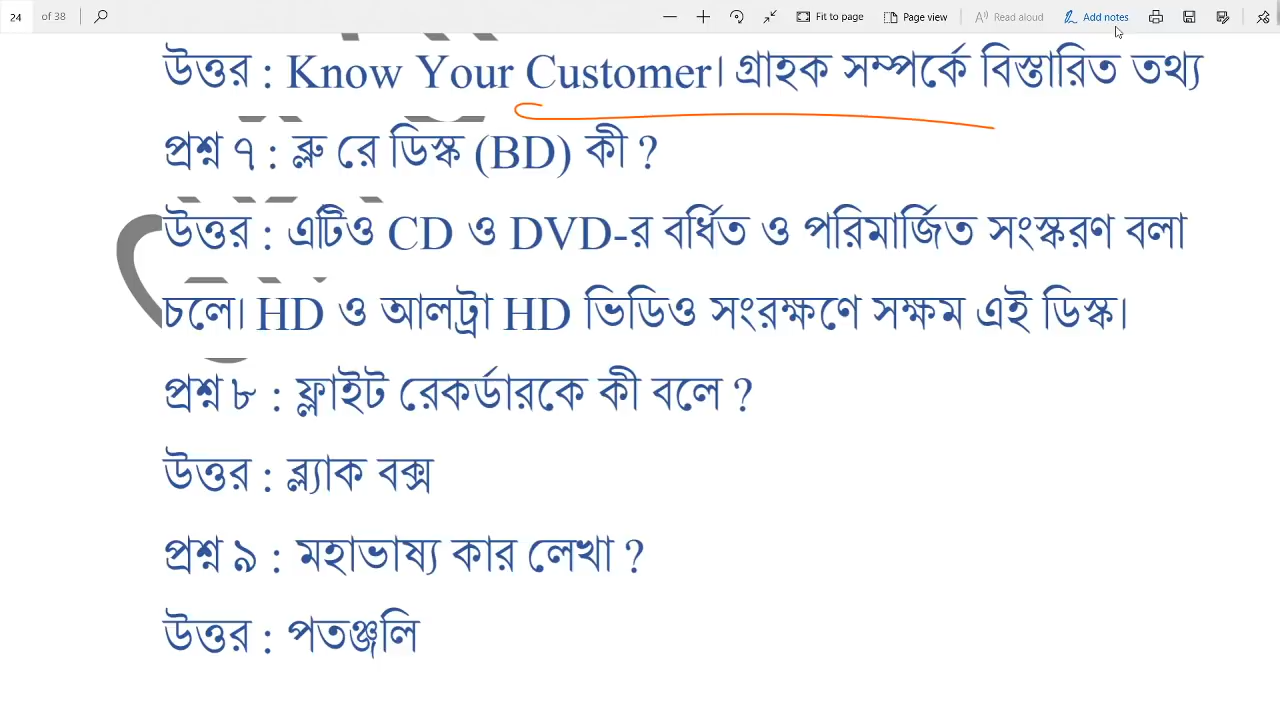 24 of 38 Fit to page Page view Read aloud Add notes
উত্তর : Know Your Customer। গ্রাহক সম্পর্কে বিস্তারিত তথ্য
প্রশ্ন ৭ : ব্লু রে ডিস্ক (BD) কী ?
উত্তর : এটিও CD ও DVD-র বর্ধিত ও পরিমার্জিত সংস্করণ বলা
চলে। HD ও আলট্রা HD ভিডিও সংরক্ষণে সক্ষম এই ডিস্ক।
প্রশ্ন ৮ : ফ্লাইট রেকর্ডারকে কী বলে ?
উত্তর : ব্ল্যাক বক্স
প্রশ্ন ৯ : মহাভাষ্য কার লেখা ?
উত্তর : পতঞ্জলি